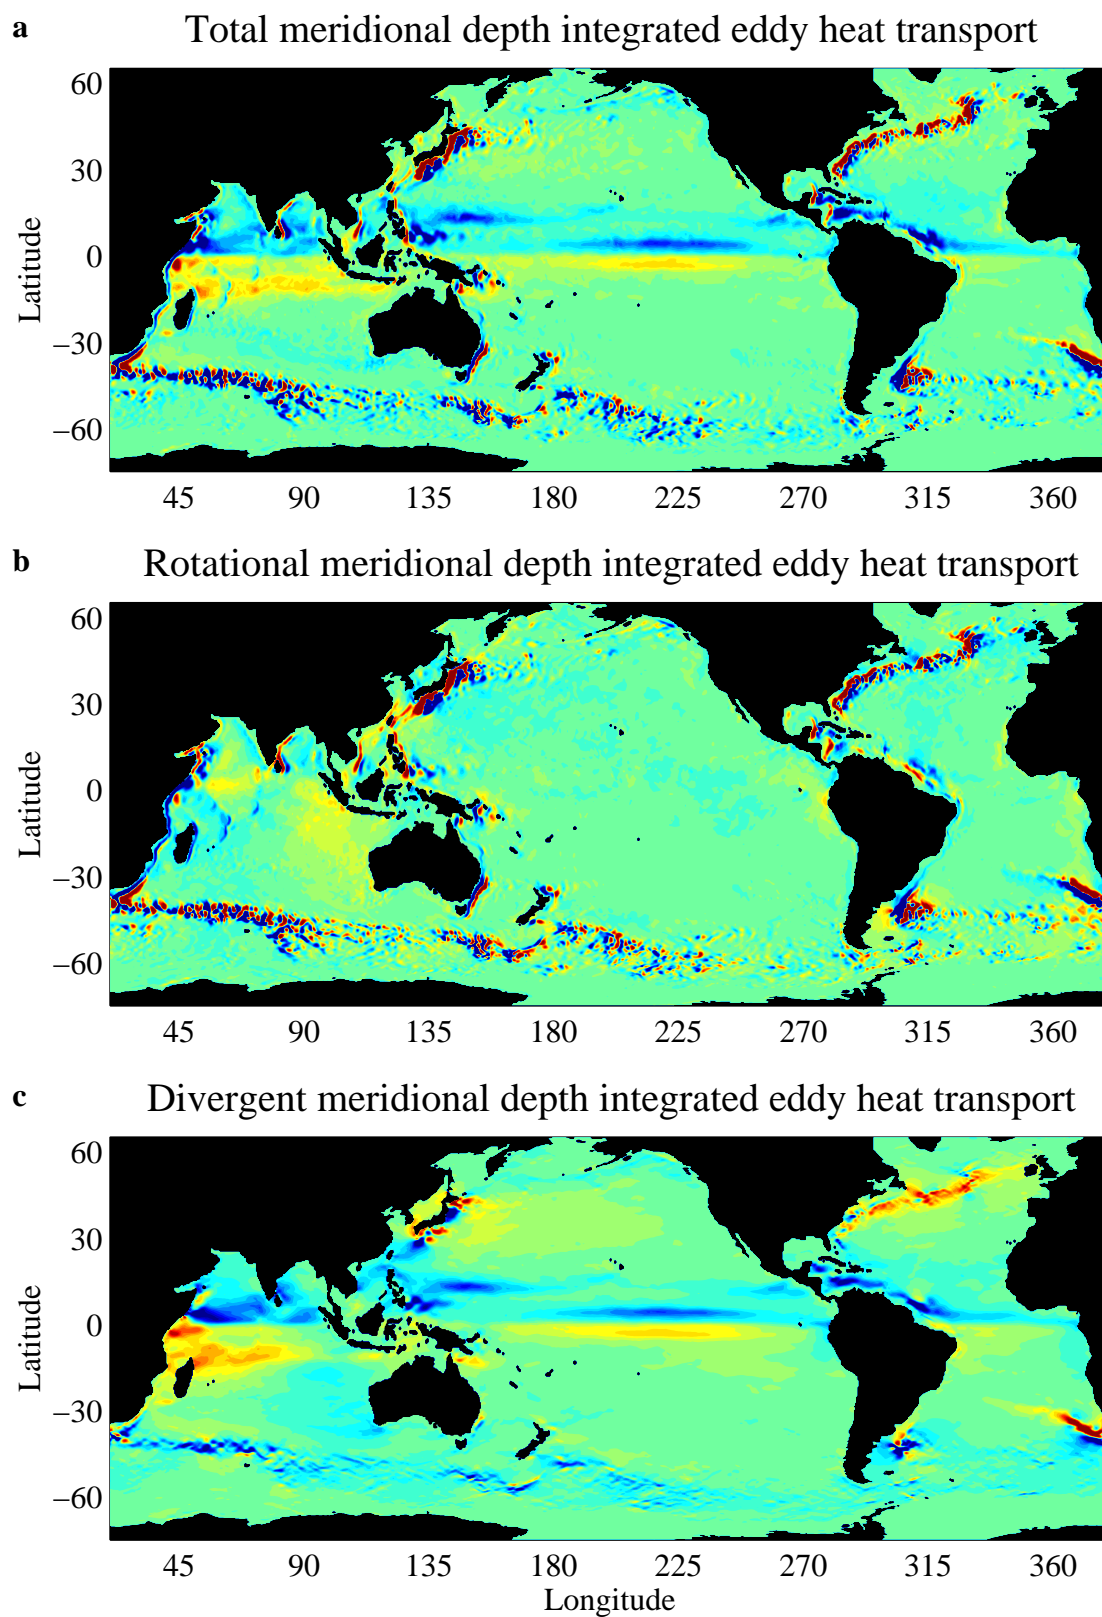 a Total meridional depth integrated eddy heat transport
60
30
0
−30
−60
Latitude
45 90 135 180 225 270 315 360
b Rotational meridional depth integrated eddy heat transport
60
30
0
−30
−60
Latitude
45 90 135 180 225 270 315 360
c Divergent meridional depth integrated eddy heat transport
60
30
0
−30
−60
Latitude
45 90 135 180 225 270 315 360
Longitude